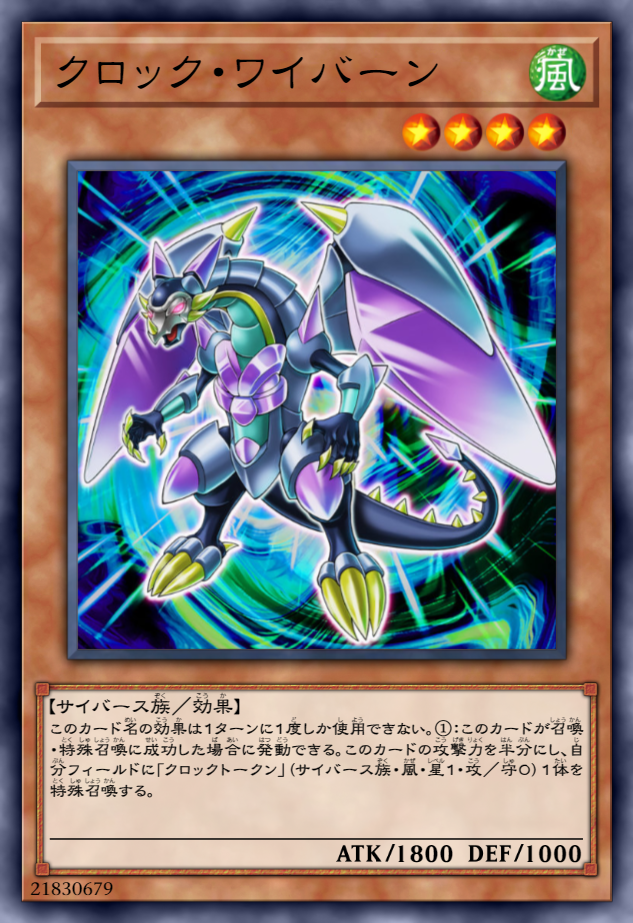 クロック・ワイバーン
風
【サイバース族／効果】
このカード名の効果は1ターンに1度しか使用できない。①：このカードが召喚
・特殊召喚に成功した場合に発動できる。このカードの攻撃力を半分にし、自
分フィールドに「クロックトークン」（サイバース族・風・星1・攻／守0）1体を
特殊召喚する。
ATK/1800 DEF/1000
21830679